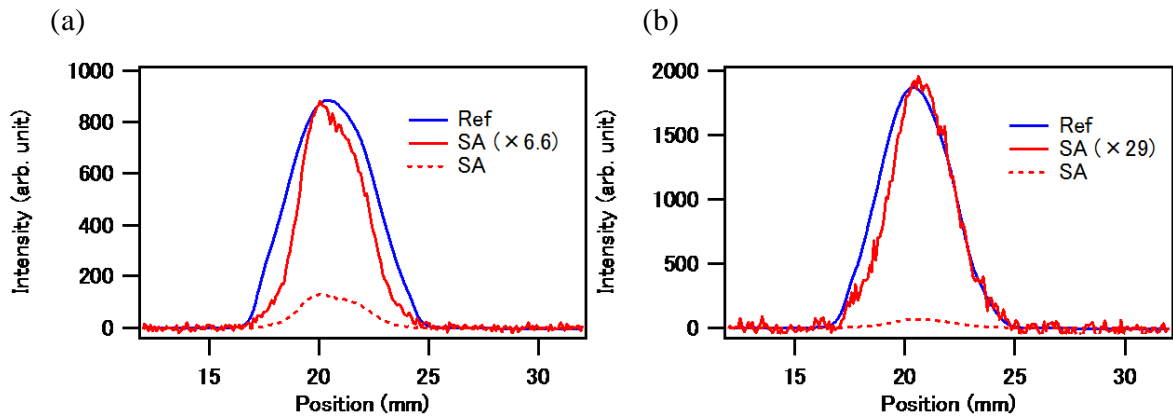 (a)
1000
800
600
400
200
0
Intensity (arb. unit)
15
20
25
30
Position (mm)
Ref
SA (×6.6)
SA
(b)
2000
1500
1000
500
0
Intensity (arb. unit)
15
20
25
30
Position (mm)
Ref
SA (×29)
SA